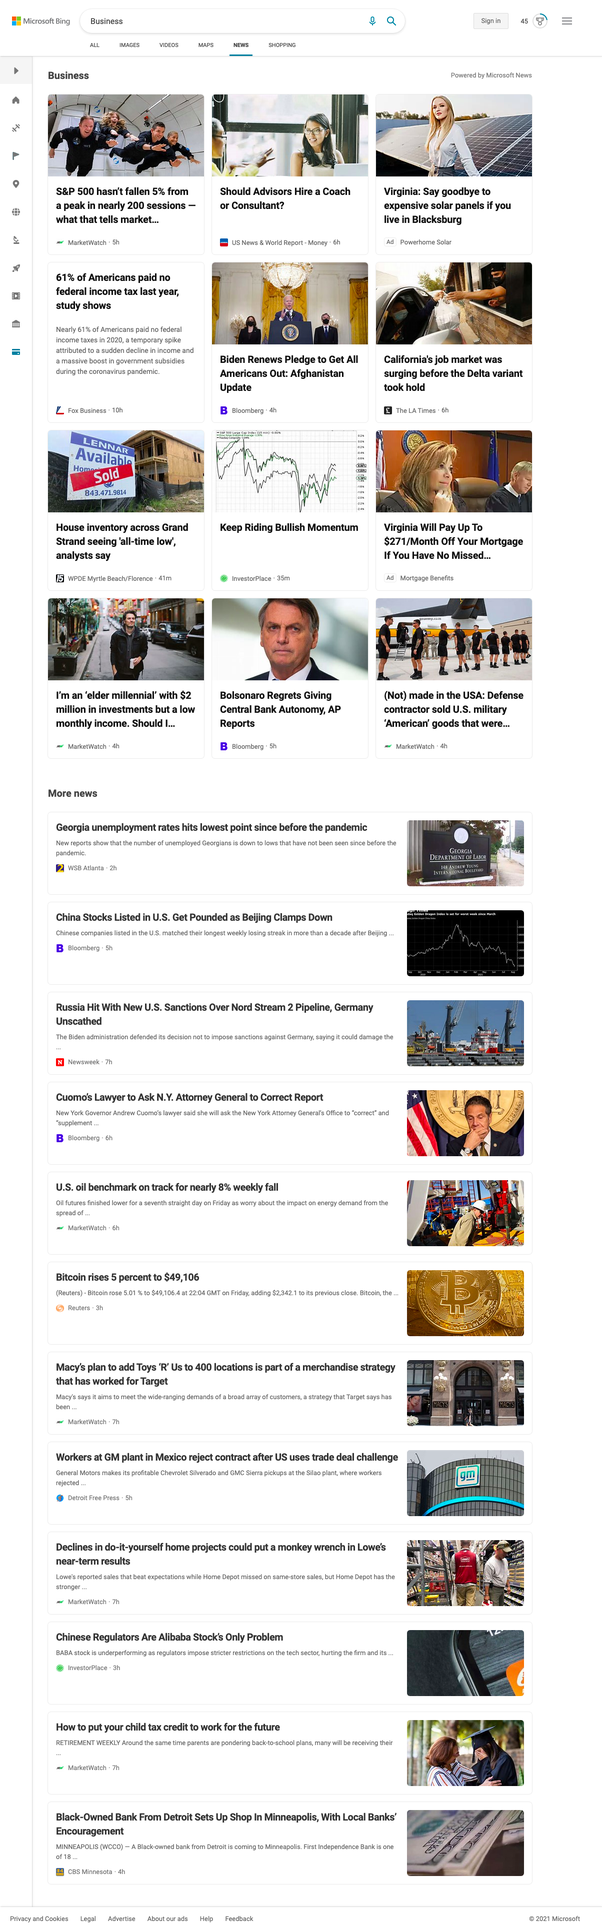 Microsoft Bing
Business
Sign in
45
ALL
IMAGES
VIDEOS
MAPS
NEWS
SHOPPING
Business
Powered by Microsoft News
S&P 500 hasn't fallen 5% from
a peak in nearly 200 sessions —
what that tells market...
MarketWatch · 5h
Should Advisors Hire a Coach
or Consultant?
US News & World Report - Money · 6h
Virginia: Say goodbye to
expensive solar panels if you
live in Blacksburg
Ad Powerhome Solar
61% of Americans paid no
federal income tax last year,
study shows
Nearly 61% of Americans paid no federal
income taxes in 2020, a temporary spike
attributed to a sudden decline in income and
a massive boost in government subsidies
during the coronavirus pandemic.
Fox Business · 10h
Biden Renews Pledge to Get All
Americans Out: Afghanistan
Update
Bloomberg · 4h
California's job market was
surging before the Delta variant
took hold
The LA Times · 6h
LENNAR
Available
Sold
843.471.9814
House inventory across Grand
Strand seeing 'all-time low',
analysts say
WPDE Myrtle Beach/Florence · 41m
Keep Riding Bullish Momentum
InvestorPlace · 35m
Virginia Will Pay Up To
$271/Month Off Your Mortgage
If You Have No Missed...
Ad Mortgage Benefits
I'm an 'elder millennial' with $2
million in investments but a low
monthly income. Should I...
MarketWatch · 4h
Bolsonaro Regrets Giving
Central Bank Autonomy, AP
Reports
Bloomberg · 5h
(Not) made in the USA: Defense
contractor sold U.S. military
'American' goods that were...
MarketWatch · 4h
More news
Georgia unemployment rates hits lowest point since before the pandemic
New reports show that the number of unemployed Georgians is down to lows that have not been seen since before the
pandemic.
WSB Atlanta · 2h
GEORGIA
DEPARTMENT OF LABOR
148 ANDREW YOUNG
INTERNATIONAL BOULEVARD
China Stocks Listed in U.S. Get Pounded as Beijing Clamps Down
Chinese companies listed in the U.S. matched their longest weekly losing streak in more than a decade after Beijing ...
Bloomberg · 5h
Russia Hit With New U.S. Sanctions Over Nord Stream 2 Pipeline, Germany
Unscathed
The Biden administration defended its decision not to impose sanctions against Germany, saying it could damage the
...
Newsweek · 7h
Cuomo's Lawyer to Ask N.Y. Attorney General to Correct Report
New York Governor Andrew Cuomo's lawyer said she will ask the New York Attorney General's Office to "correct" and
"supplement ...
Bloomberg · 6h
U.S. oil benchmark on track for nearly 8% weekly fall
Oil futures finished lower for a seventh straight day on Friday as worry about the impact on energy demand from the
spread of ...
MarketWatch · 6h
Bitcoin rises 5 percent to $49,106
(Reuters) - Bitcoin rose 5.01 % to $49,106.4 at 22:04 GMT on Friday, adding $2,342.1 to its previous close. Bitcoin, the ...
Reuters · 3h
Macy's plan to add Toys 'R' Us to 400 locations is part of a merchandise strategy
that has worked for Target
Macy's says it aims to meet the wide-ranging demands of a broad array of customers, a strategy that Target says has
been ...
MarketWatch · 7h
Workers at GM plant in Mexico reject contract after US uses trade deal challenge
General Motors makes its profitable Chevrolet Silverado and GMC Sierra pickups at the Silao plant, where workers
rejected ...
Detroit Free Press · 5h
gm
Declines in do-it-yourself home projects could put a monkey wrench in Lowe's
near-term results
Lowe's reported sales that beat expectations while Home Depot missed on same-store sales, but Home Depot has the
stronger ...
MarketWatch · 7h
Chinese Regulators Are Alibaba Stock's Only Problem
BABA stock is underperforming as regulators impose stricter restrictions on the tech sector, hurting the firm and its ...
InvestorPlace · 3h
How to put your child tax credit to work for the future
RETIREMENT WEEKLY Around the same time parents are pondering back-to-school plans, many will be receiving their
...
MarketWatch · 7h
Black-Owned Bank From Detroit Sets Up Shop In Minneapolis, With Local Banks'
Encouragement
MINNEAPOLIS (WCCO) — A Black-owned bank from Detroit is coming to Minneapolis. First Independence Bank is one
of 18 ...
CBS Minnesota · 4h
Privacy and Cookies
Legal
Advertise
About our ads
Help
Feedback
© 2021 Microsoft